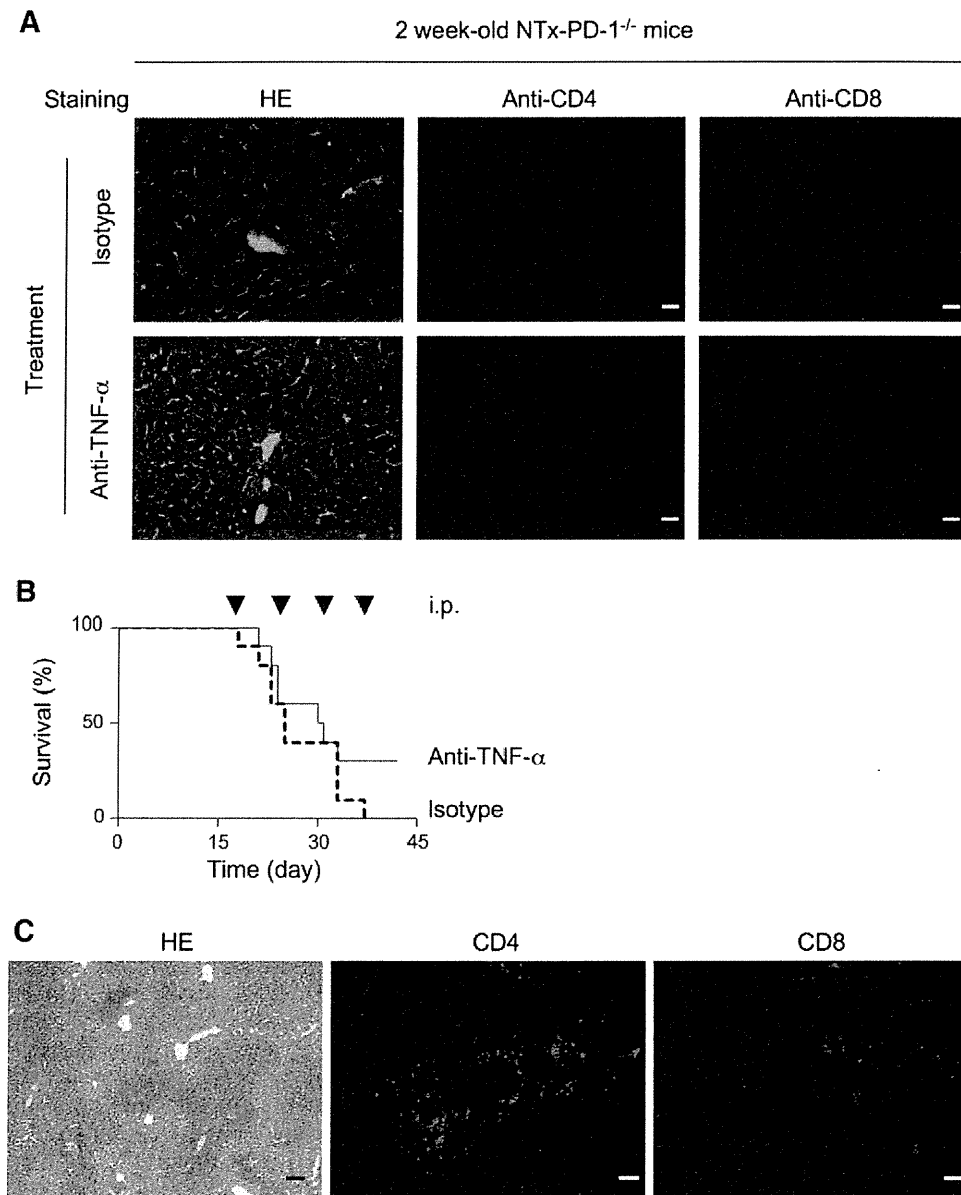 A
2 week-old NTx-PD-1-/- mice
Staining HE Anti-CD4 Anti-CD8
Treatment
Isotype
Anti-TNF-α
B
i.p.
100
50
0
Survival (%)
Anti-TNF-α
Isotype
0 15 30 45
Time (day)
C
HE CD4 CD8